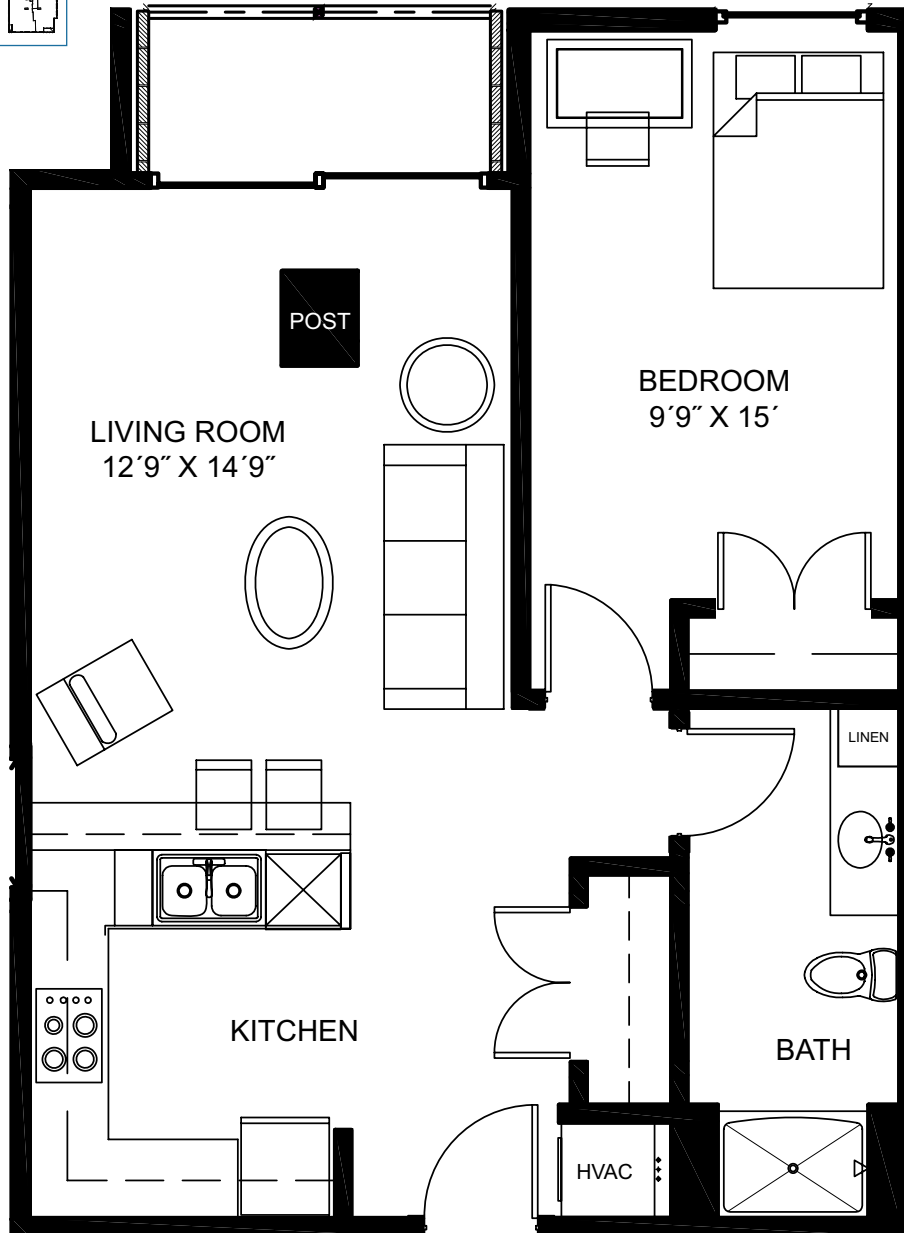 POST
BEDROOM
9´9˝ X 15´
LIVING ROOM
12´9˝ X 14´9˝
LINEN
KITCHEN
BATH
HVAC